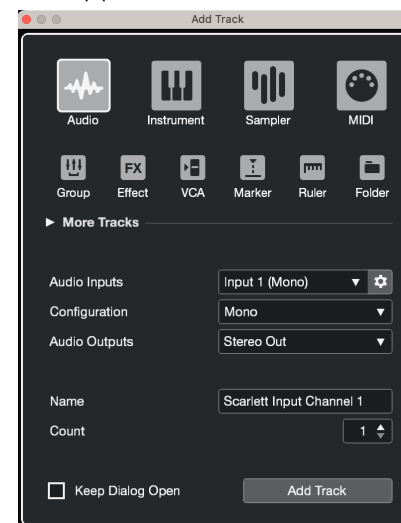 Add Track
Audio Instrument Sampler MIDI
FX
Group Effect VCA Marker Ruler Folder
More Tracks
Audio Inputs Input 1 (Mono)
Configuration Mono
Audio Outputs Stereo Out
Name Scarlett Input Channel 1
Count 1
Keep Dialog Open Add Track